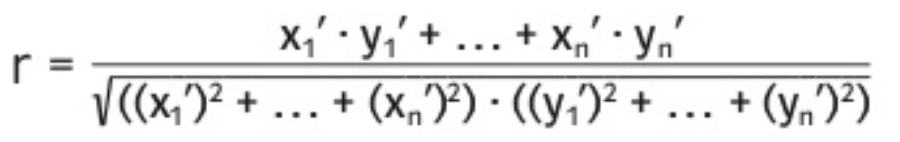 r = x₁′ · y₁′ + ... + xₙ′ · yₙ′
√((x₁′)² + ... + (xₙ′)²) · ((y₁′)² + ... + (yₙ′)²)